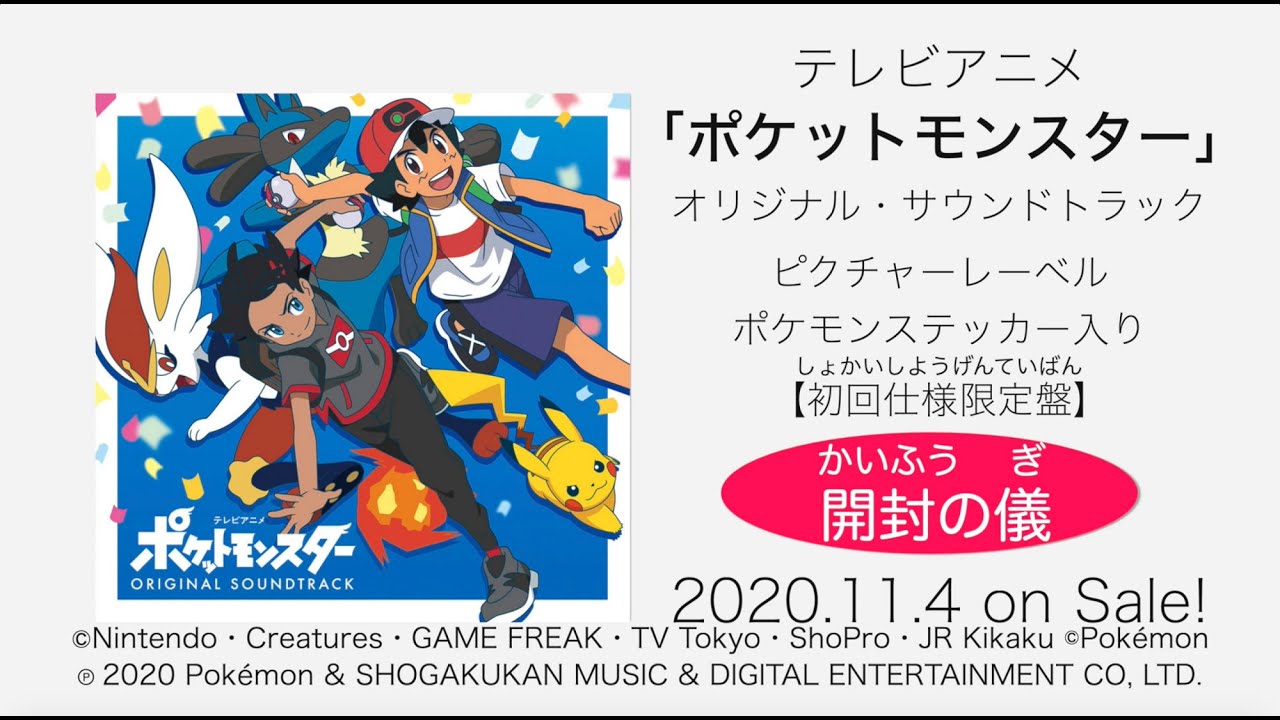 テレビアニメ
「ポケットモンスター」
オリジナル・サウンドトラック
ピクチャーレーベル
ポケモンステッカー入り
しょかいしようげんていばん
【初回仕様限定盤】
かいふう ぎ
開封の儀
2020.11.4 on Sale!
テレビアニメ
ポケットモンスター
ORIGINAL SOUNDTRACK
©Nintendo・Creatures・GAME FREAK・TV Tokyo・ShoPro・JR Kikaku ©Pokémon
℗ 2020 Pokémon & SHOGAKUKAN MUSIC & DIGITAL ENTERTAINMENT CO, LTD.